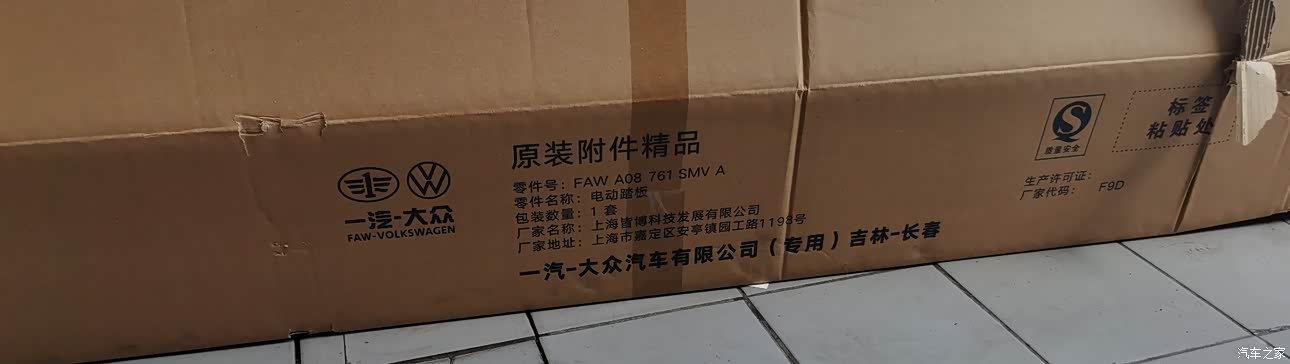 一汽-大众
FAW-VOLKSWAGEN
原装附件精品
零件号：FAW A08 761 SMV A
零件名称：电动踏板
包装数量：1 套
厂家名称：上海皆博科技发展有限公司
厂家地址：上海市嘉定区安亭镇园工路1198号
一汽-大众汽车有限公司（专用）吉林-长春
质量安全
标签
粘贴处
生产许可证：
厂家代码： F9D
汽车之家